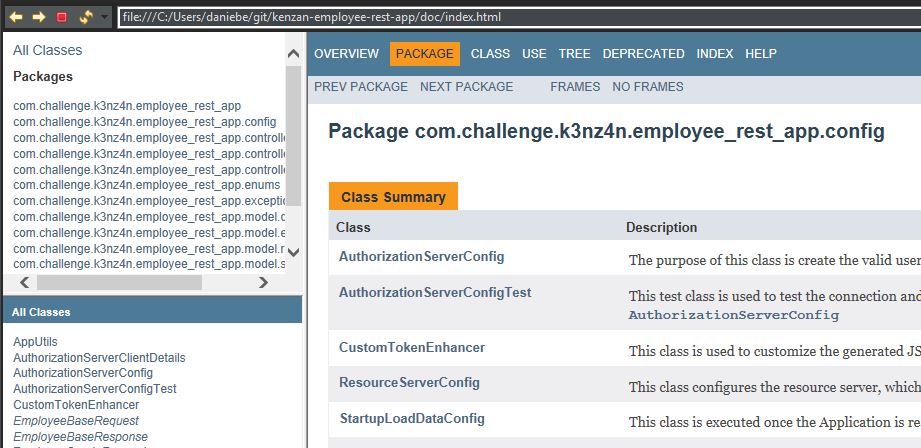 file:///C:/Users/daniebe/git/kenzan-employee-rest-app/doc/index.html
All Classes
Packages
com.challenge.k3nz4n.employee_rest_app
com.challenge.k3nz4n.employee_rest_app.config
com.challenge.k3nz4n.employee_rest_app.controlle
com.challenge.k3nz4n.employee_rest_app.controlle
com.challenge.k3nz4n.employee_rest_app.controlle
com.challenge.k3nz4n.employee_rest_app.enums
com.challenge.k3nz4n.employee_rest_app.exceptio
com.challenge.k3nz4n.employee_rest_app.model.
com.challenge.k3nz4n.employee_rest_app.model.e
com.challenge.k3nz4n.employee_rest_app.model.
com.challenge.k3nz4n.employee_rest_app.model.s
All Classes
AppUtils
AuthorizationServerClientDetails
AuthorizationServerConfig
AuthorizationServerConfigTest
CustomTokenEnhancer
EmployeeBaseRequest
EmployeeBaseResponse
OVERVIEW PACKAGE CLASS USE TREE DEPRECATED INDEX HELP
PREV PACKAGE NEXT PACKAGE FRAMES NO FRAMES
Package com.challenge.k3nz4n.employee_rest_app.config
Class Summary
Class Description
AuthorizationServerConfig The purpose of this class is create the valid user
AuthorizationServerConfigTest This test class is used to test the connection and
AuthorizationServerConfig
CustomTokenEnhancer This class is used to customize the generated JS
ResourceServerConfig This class configures the resource server, which
StartupLoadDataConfig This class is executed once the Application is re